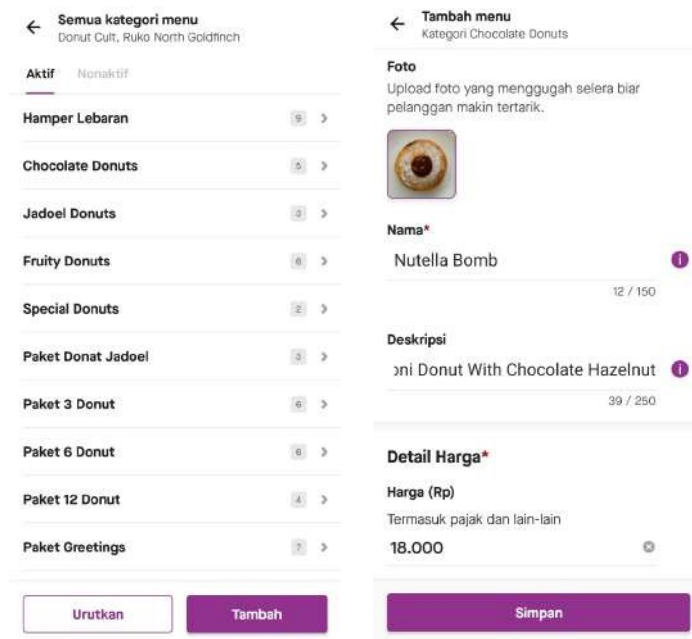 Semua kategori menu
Donut Cult, Ruko North Goldfinch
Aktif Nonaktif
Hamper Lebaran 9
Chocolate Donuts 5
Jadoel Donuts 3
Fruity Donuts 6
Special Donuts 2
Paket Donat Jadoel 3
Paket 3 Donut 6
Paket 6 Donut 6
Paket 12 Donut 4
Paket Greetings 7
Urutkan Tambah
Tambah menu
Kategori Chocolate Donuts
Foto
Upload foto yang menggugah selera biar
pelanggan makin tertarik.
Nama*
Nutella Bomb
12 / 150
Deskripsi
oni Donut With Chocolate Hazelnut
39 / 250
Detail Harga*
Harga (Rp)
Termasuk pajak dan lain-lain
18.000
Simpan